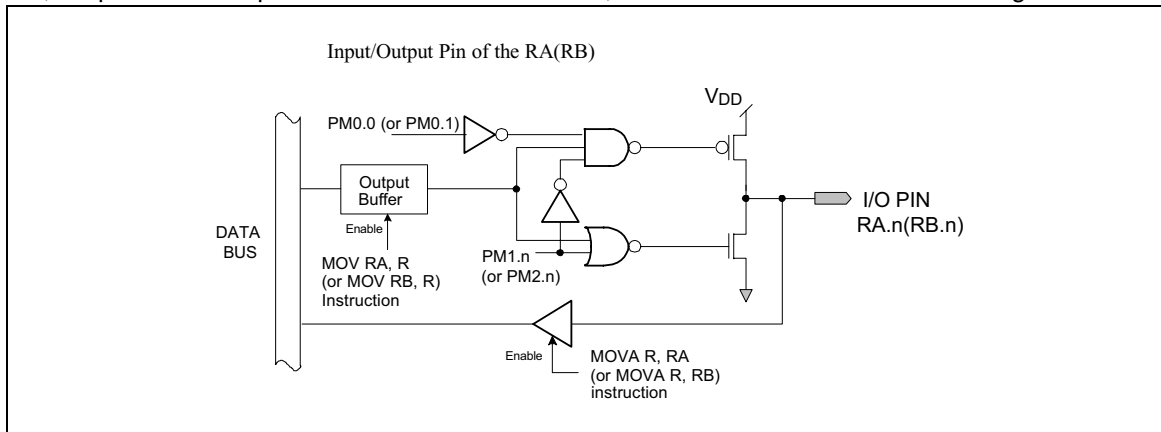 Input/Output Pin of the RA(RB)
VDD
PM0.0 (or PM0.1)
Output
Buffer
Enable
I/O PIN
RA.n(RB.n)
DATA
BUS
MOV RA, R
(or MOV RB, R)
Instruction
PM1.n
(or PM2.n)
Enable
MOVA R, RA
(or MOVA R, RB)
instruction